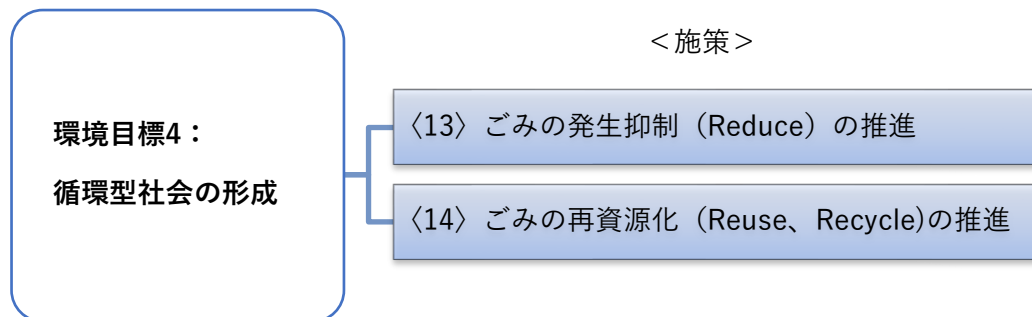 ＜施策＞
環境目標4：
循環型社会の形成
〈13〉ごみの発生抑制（Reduce）の推進
〈14〉ごみの再資源化（Reuse、Recycle)の推進